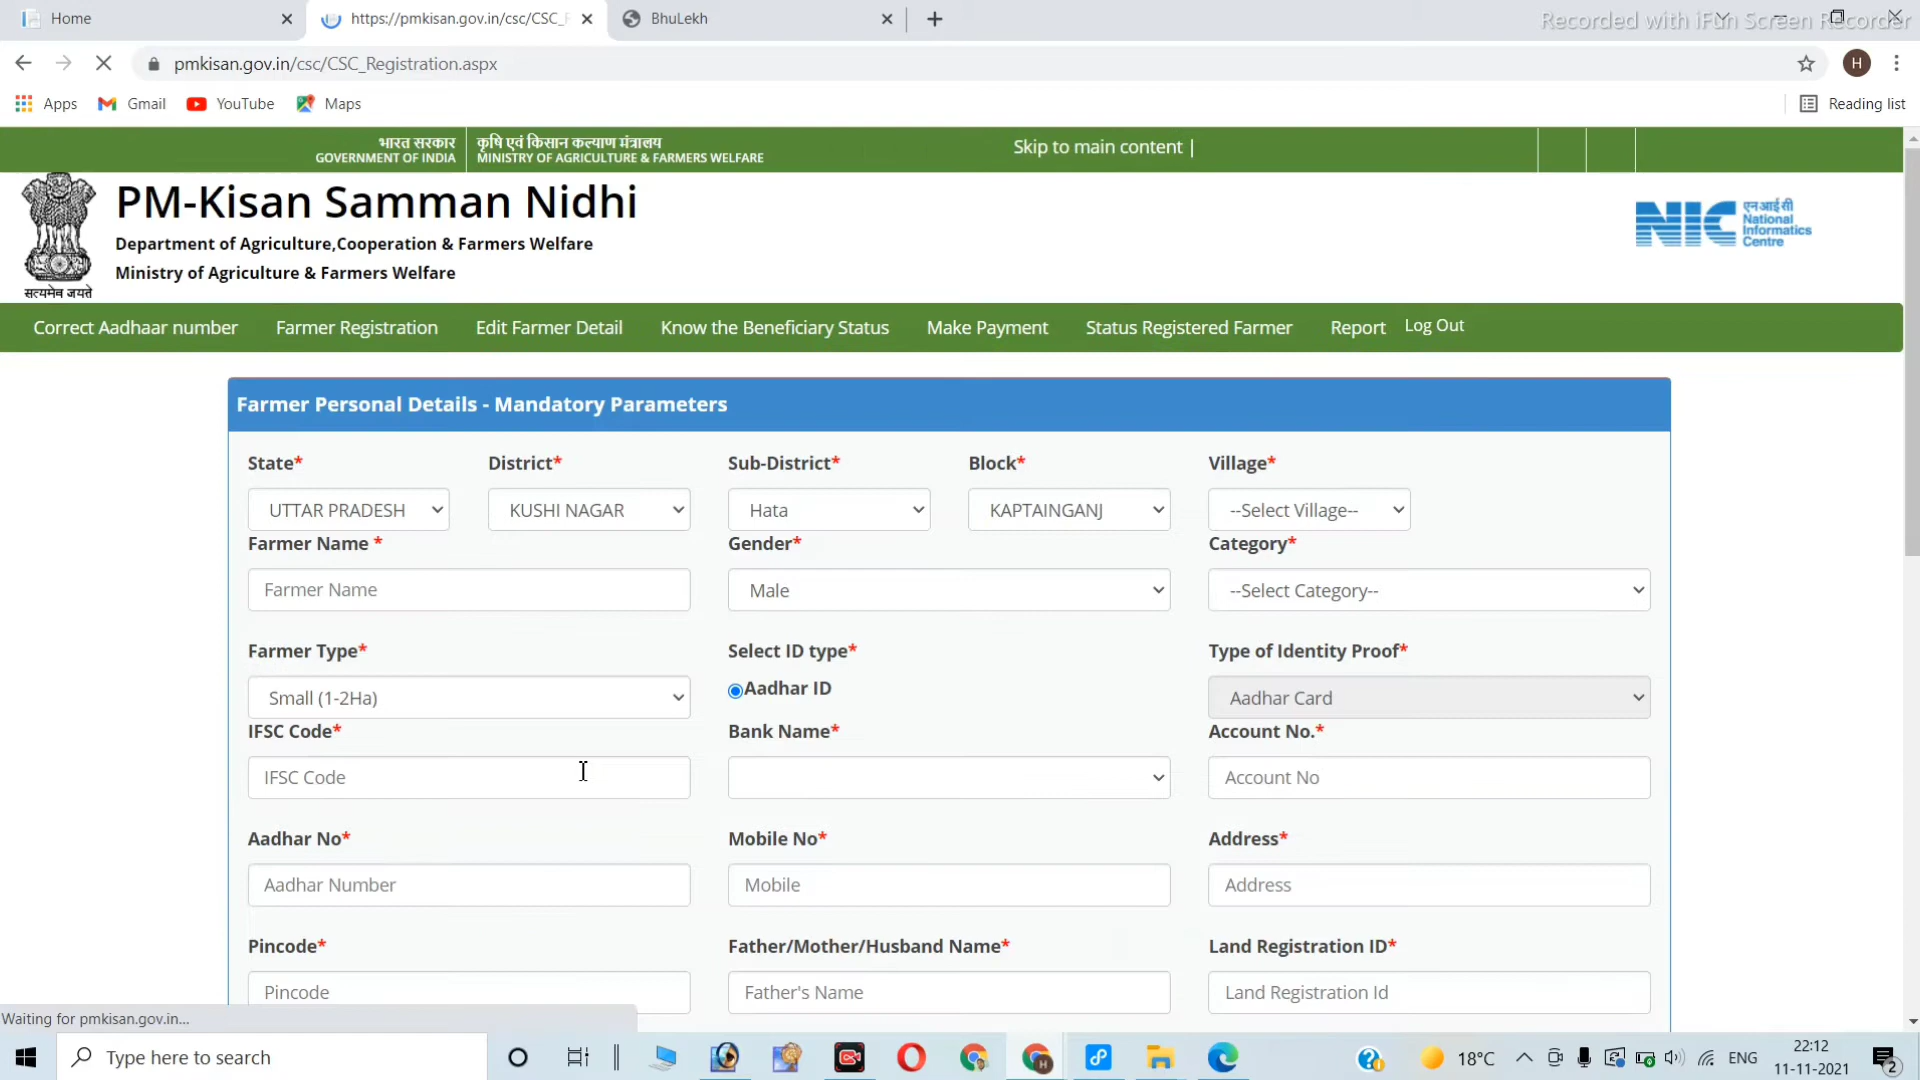 Home
https://pmkisan.gov.in/csc/CSC_R
BhuLekh
Recorded with iFun Screen Recorder
pmkisan.gov.in/csc/CSC_Registration.aspx
H
Apps
Gmail
YouTube
Maps
Reading list
भारत सरकार
GOVERNMENT OF INDIA
कृषि एवं किसान कल्याण मंत्रालय
MINISTRY OF AGRICULTURE & FARMERS WELFARE
Skip to main content |
सत्यमेव जयते
PM-Kisan Samman Nidhi
Department of Agriculture,Cooperation & Farmers Welfare
Ministry of Agriculture & Farmers Welfare
NIC
एन आई सी
National
Informatics
Centre
Correct Aadhaar number Farmer Registration Edit Farmer Detail Know the Beneficiary Status Make Payment Status Registered Farmer Report Log Out
Farmer Personal Details - Mandatory Parameters
State* District* Sub-District* Block* Village*
UTTAR PRADESH KUSHI NAGAR Hata KAPTAINGANJ --Select Village--
Farmer Name * Gender* Category*
Farmer Name Male --Select Category--
Farmer Type* Select ID type* Type of Identity Proof*
Small (1-2Ha) Aadhar ID Aadhar Card
IFSC Code* Bank Name* Account No.*
IFSC Code Account No
Aadhar No* Mobile No* Address*
Aadhar Number Mobile Address
Pincode* Father/Mother/Husband Name* Land Registration ID*
Pincode Father's Name Land Registration Id
Waiting for pmkisan.gov.in...
Type here to search
18°C
ENG
22:12
11-11-2021
2